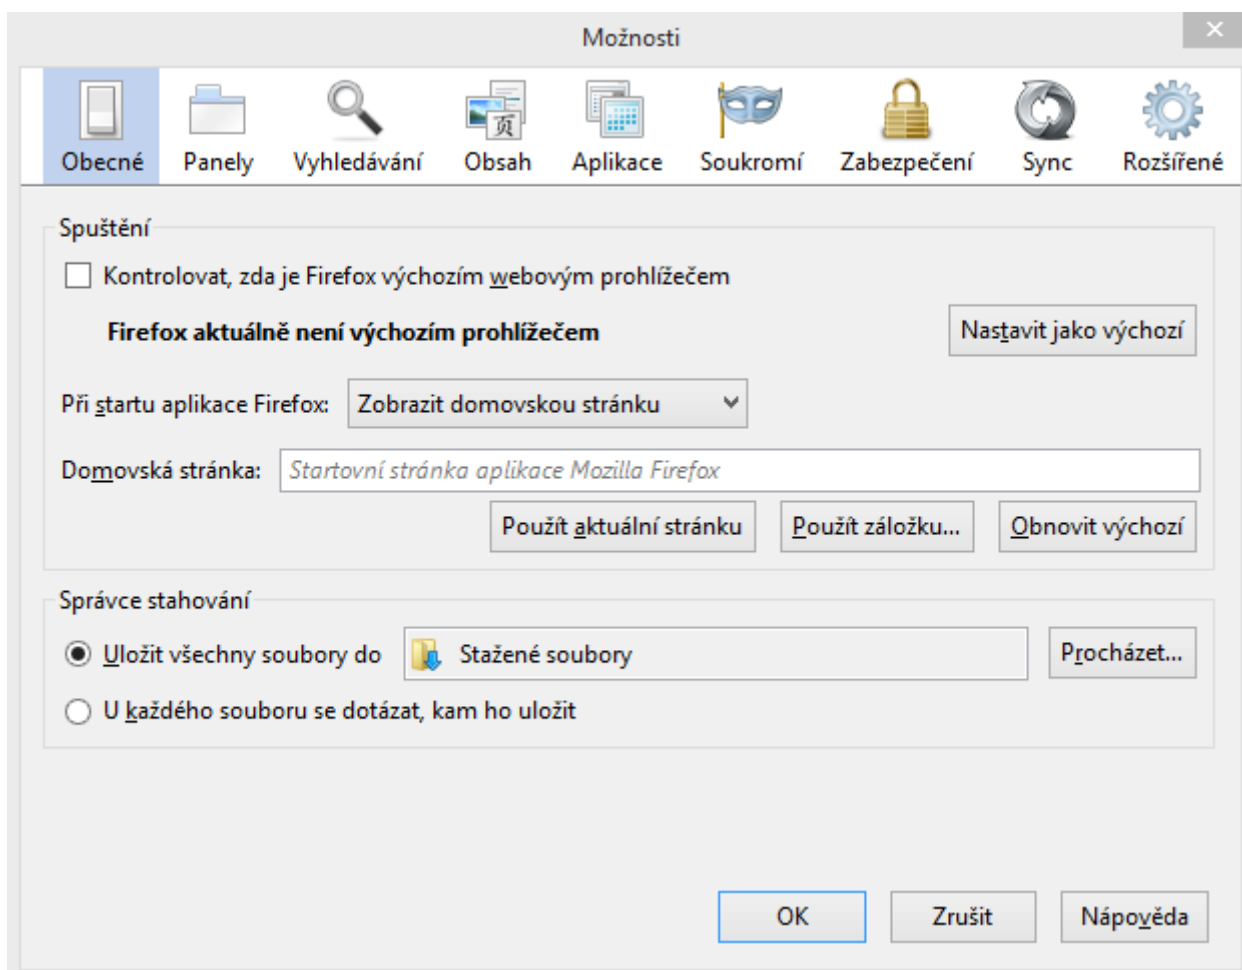 Možnosti
Obecné Panely Vyhledávání Obsah Aplikace Soukromí Zabezpečení Sync Rozšířené
Spuštění
Kontrolovat, zda je Firefox výchozím webovým prohlížečem
Firefox aktuálně není výchozím prohlížečem Nastavit jako výchozí
Při startu aplikace Firefox: Zobrazit domovskou stránku
Domovská stránka: Startovní stránka aplikace Mozilla Firefox
Použít aktuální stránku Použít záložku... Obnovit výchozí
Správce stahování
Uložit všechny soubory do Stažené soubory Procházet...
U každého souboru se dotázat, kam ho uložit
OK Zrušit Nápověda
页